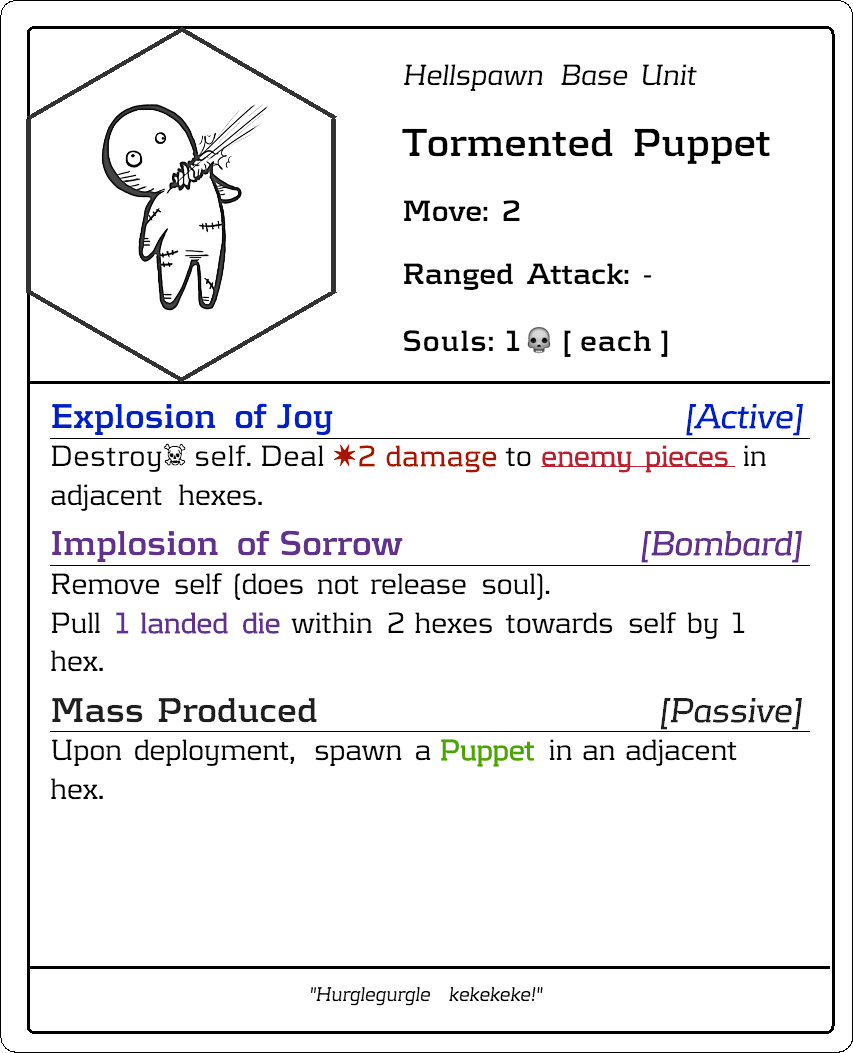 Hellspawn Base Unit
Tormented Puppet
Move: 2
Ranged Attack: -
Souls: 1💀 [ each ]
Explosion of Joy [Active]
Destroy☠ self. Deal ✷2 damage to enemy pieces in
adjacent hexes.
Implosion of Sorrow [Bombard]
Remove self (does not release soul).
Pull 1 landed die within 2 hexes towards self by 1
hex.
Mass Produced [Passive]
Upon deployment, spawn a Puppet in an adjacent
hex.
"Hurglegurgle kekekeke!"